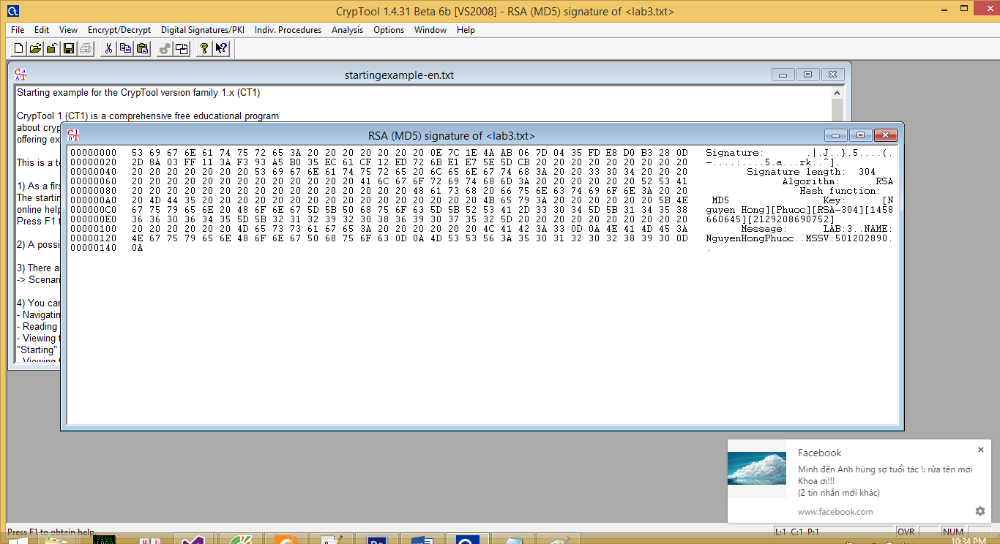 CrypTool 1.4.31 Beta 6b [VS2008] - RSA (MD5) signature of <lab3.txt>
File Edit View Encrypt/Decrypt Digital Signatures/PKI Indiv. Procedures Analysis Options Window Help
startingexample-en.txt
Starting example for the CrypTool version family 1.x (CT1)
CrypTool 1 (CT1) is a comprehensive free educational program
about cryp
offering ex
This is a te
1) As a firs
The startin
online help
Press F1 t
2) A possi
3) There a
-> Scenari
4) You can
- Navigatin
- Reading
- Viewing t
"Starting"
- Viewing t
RSA (MD5) signature of <lab3.txt>
00000000 53 69 67 6E 61 74 75 72 65 3A 20 20 20 20 20 20 20 0E 7C 1E 4A AB 06 7D 04 35 FD E8 D0 B3 28 0D Signature: .|.J..}.5....(.
00000020 2D 8A 03 FF 11 3A F3 93 A5 B0 35 EC 61 CF 12 ED 72 6B E1 E7 5E 5D CB 20 20 20 20 20 20 20 20 20 -....:....5.a...rk..^].
00000040 20 20 20 20 20 20 20 53 69 67 6E 61 74 75 72 65 20 6C 65 6E 67 74 68 3A 20 20 33 30 34 20 20 20 Signature length: 304
00000060 20 20 20 20 20 20 20 20 20 20 20 20 20 41 6C 67 6F 72 69 74 68 6D 3A 20 20 20 20 20 20 52 53 41 Algorithm: RSA
00000080 20 20 20 20 20 20 20 20 20 20 20 20 20 20 20 20 48 61 73 68 20 66 75 6E 63 74 69 6F 6E 3A 20 20 Hash function:
000000A0 20 4D 44 35 20 20 20 20 20 20 20 20 20 20 20 20 20 20 20 20 4B 65 79 3A 20 20 20 20 20 20 5B 4E MD5 Key: [N
000000C0 67 75 79 65 6E 20 48 6F 6E 67 5D 5B 50 68 75 6F 63 5D 5B 52 53 41 2D 33 30 34 5D 5B 31 34 35 38 guyen Hong][Phuoc][RSA-304][1458
000000E0 36 36 30 36 34 35 5D 5B 32 31 32 39 32 30 38 36 39 30 37 35 32 5D 20 20 20 20 20 20 20 20 20 20 660645][2129208690752]
00000100 20 20 20 20 20 20 4D 65 73 73 61 67 65 3A 20 20 20 20 20 20 20 4C 41 42 3A 33 0D 0A 4E 41 4D 45 3A Message: LAB:3..NAME:
00000120 4E 67 75 79 65 6E 48 6F 6E 67 50 68 75 6F 63 0D 0A 4D 53 53 56 3A 35 30 31 32 30 32 38 39 30 0D NguyenHongPhuoc..MSSV:501202890.
00000140 0A .
Facebook
Minh đến Anh hùng sợ tuổi tác !: rửa tên mới
Khoa ơi!!!
(2 tin nhắn mới khác)
www.facebook.com
Press F1 to obtain help.
L:1 C:1 P:1 OVR NUM
10:34 PM